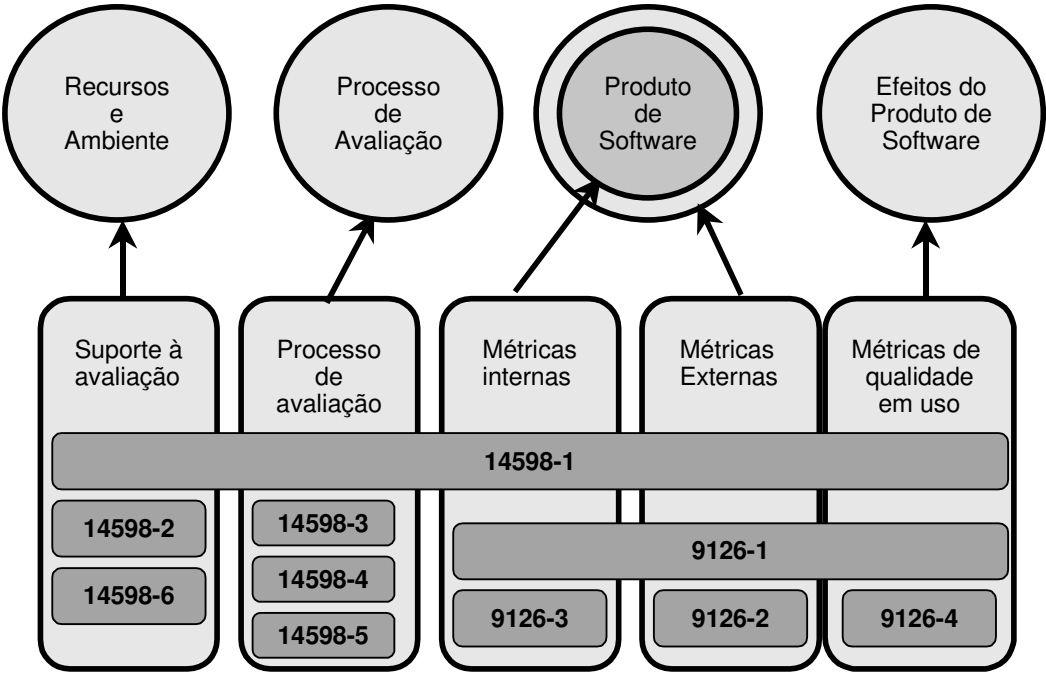 Recursos
e
Ambiente
Processo
de
Avaliação
Produto
de
Software
Efeitos do
Produto de
Software
Suporte à
avaliação
Processo
de
avaliação
Métricas
internas
Métricas
Externas
Métricas de
qualidade
em uso
14598-1
14598-2
14598-6
14598-3
14598-4
14598-5
9126-1
9126-3
9126-2
9126-4